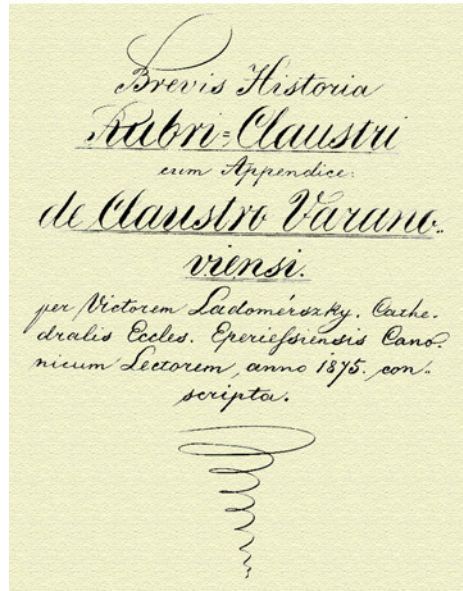 Brevis Historia
Rubri=Claustri
cum Appendice:
de Claustro Varano..
viensi.
per Victorem Ladomérszky. Cathe.
dralis Eccles. Eperieſsiensis Cano.
nicum Lectorem, anno 1875. con..
scripta.